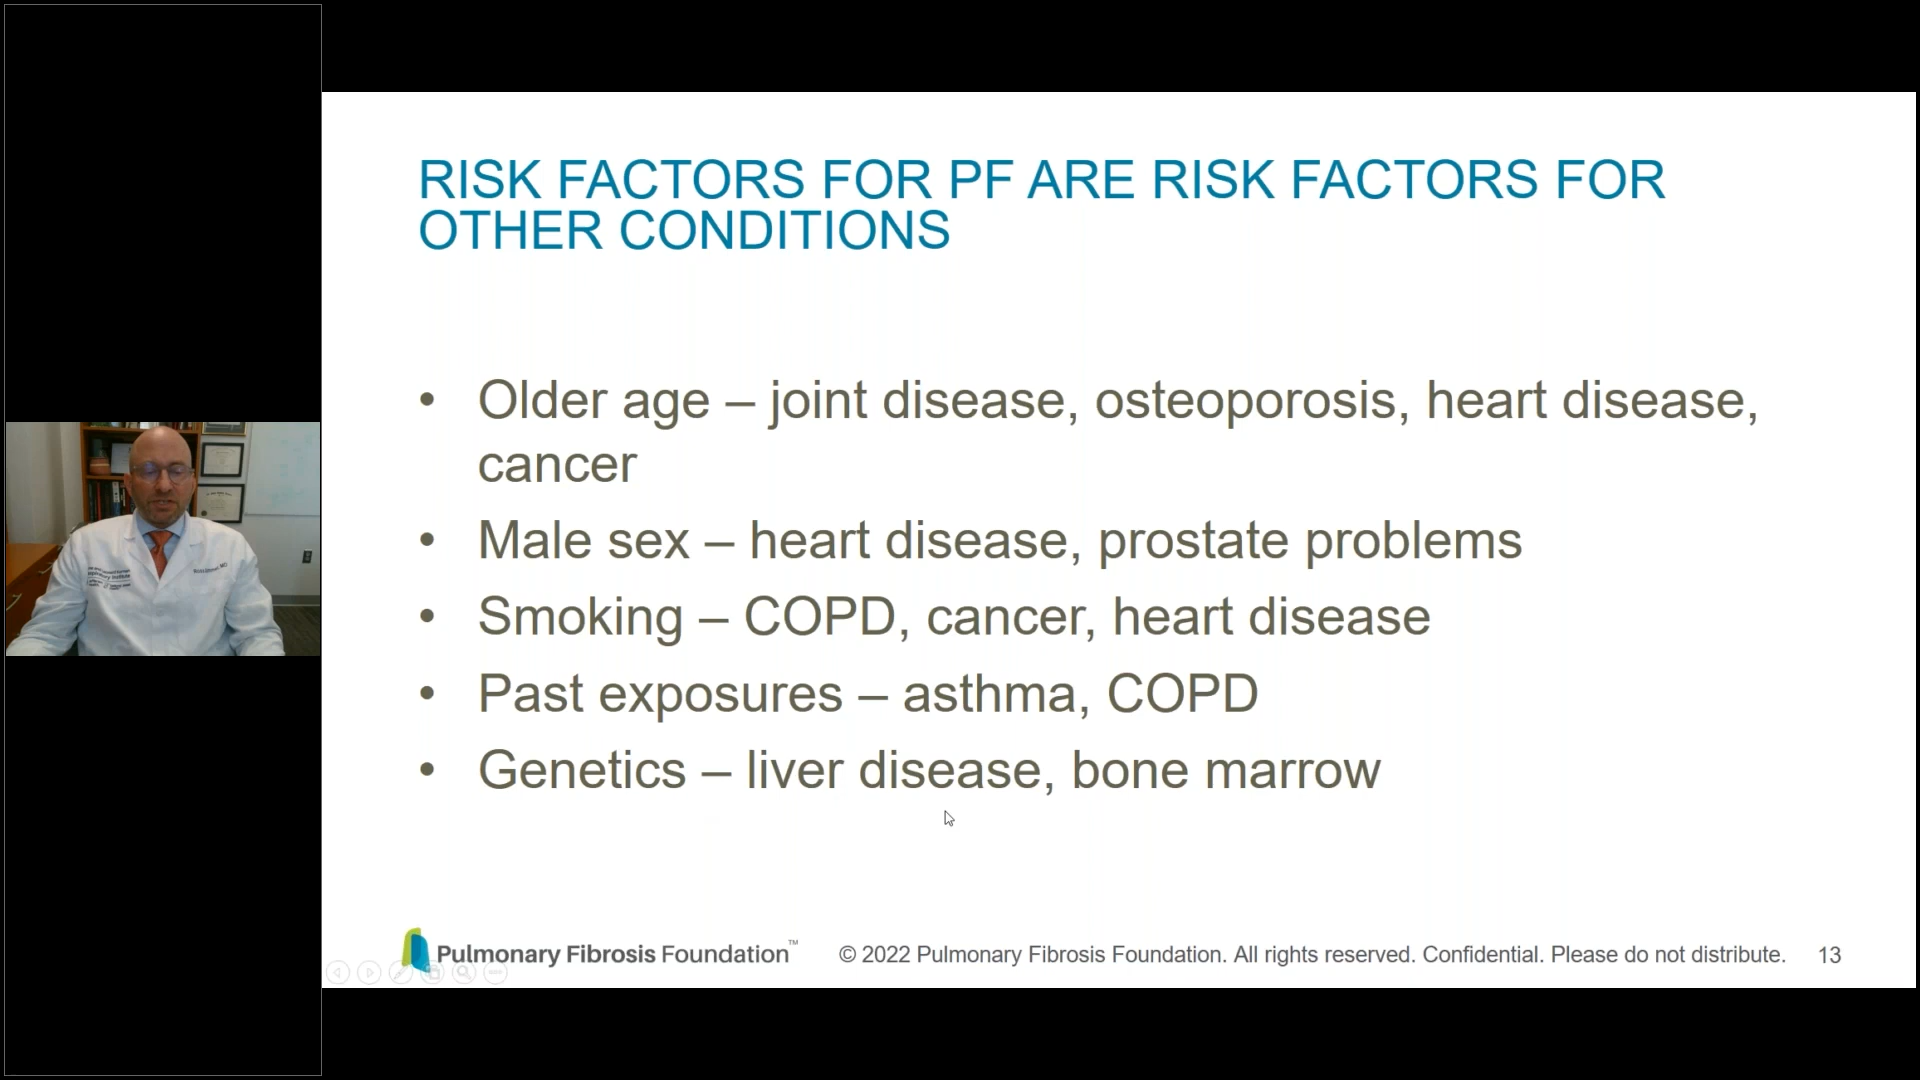 RISK FACTORS FOR PF ARE RISK FACTORS FOR
OTHER CONDITIONS
• Older age – joint disease, osteoporosis, heart disease,
cancer
• Male sex – heart disease, prostate problems
• Smoking – COPD, cancer, heart disease
• Past exposures – asthma, COPD
• Genetics – liver disease, bone marrow
Pulmonary Fibrosis Foundation™
© 2022 Pulmonary Fibrosis Foundation. All rights reserved. Confidential. Please do not distribute.
13